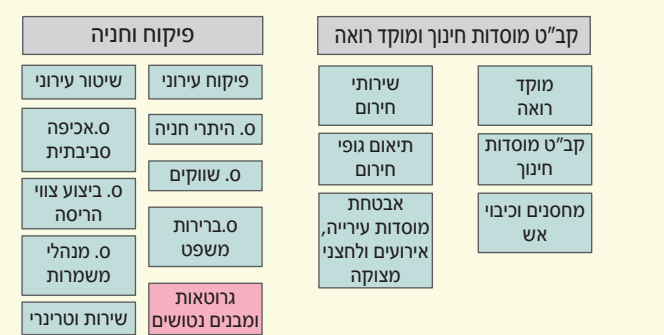 קב"ט מוסדות חינוך ומוקד רואה
מוקד
רואה
שירותי
חירום
קב"ט מוסדות
חינוך
תיאום גופי
חירום
מחסנים וכיבוי
אש
אבטחת
מוסדות עירייה,
אירועים ולחצני
מצוקה
פיקוח וחניה
פיקוח עירוני
שיטור עירוני
ס. היתרי חניה
ס.אכיפה
סביבתית
ס. שווקים
ס. ביצוע צווי
הריסה
ס.ברירות
משפט
ס. מנהלי
משמרות
גרוטאות
ומבנים נטושים
שירות וטרינרי